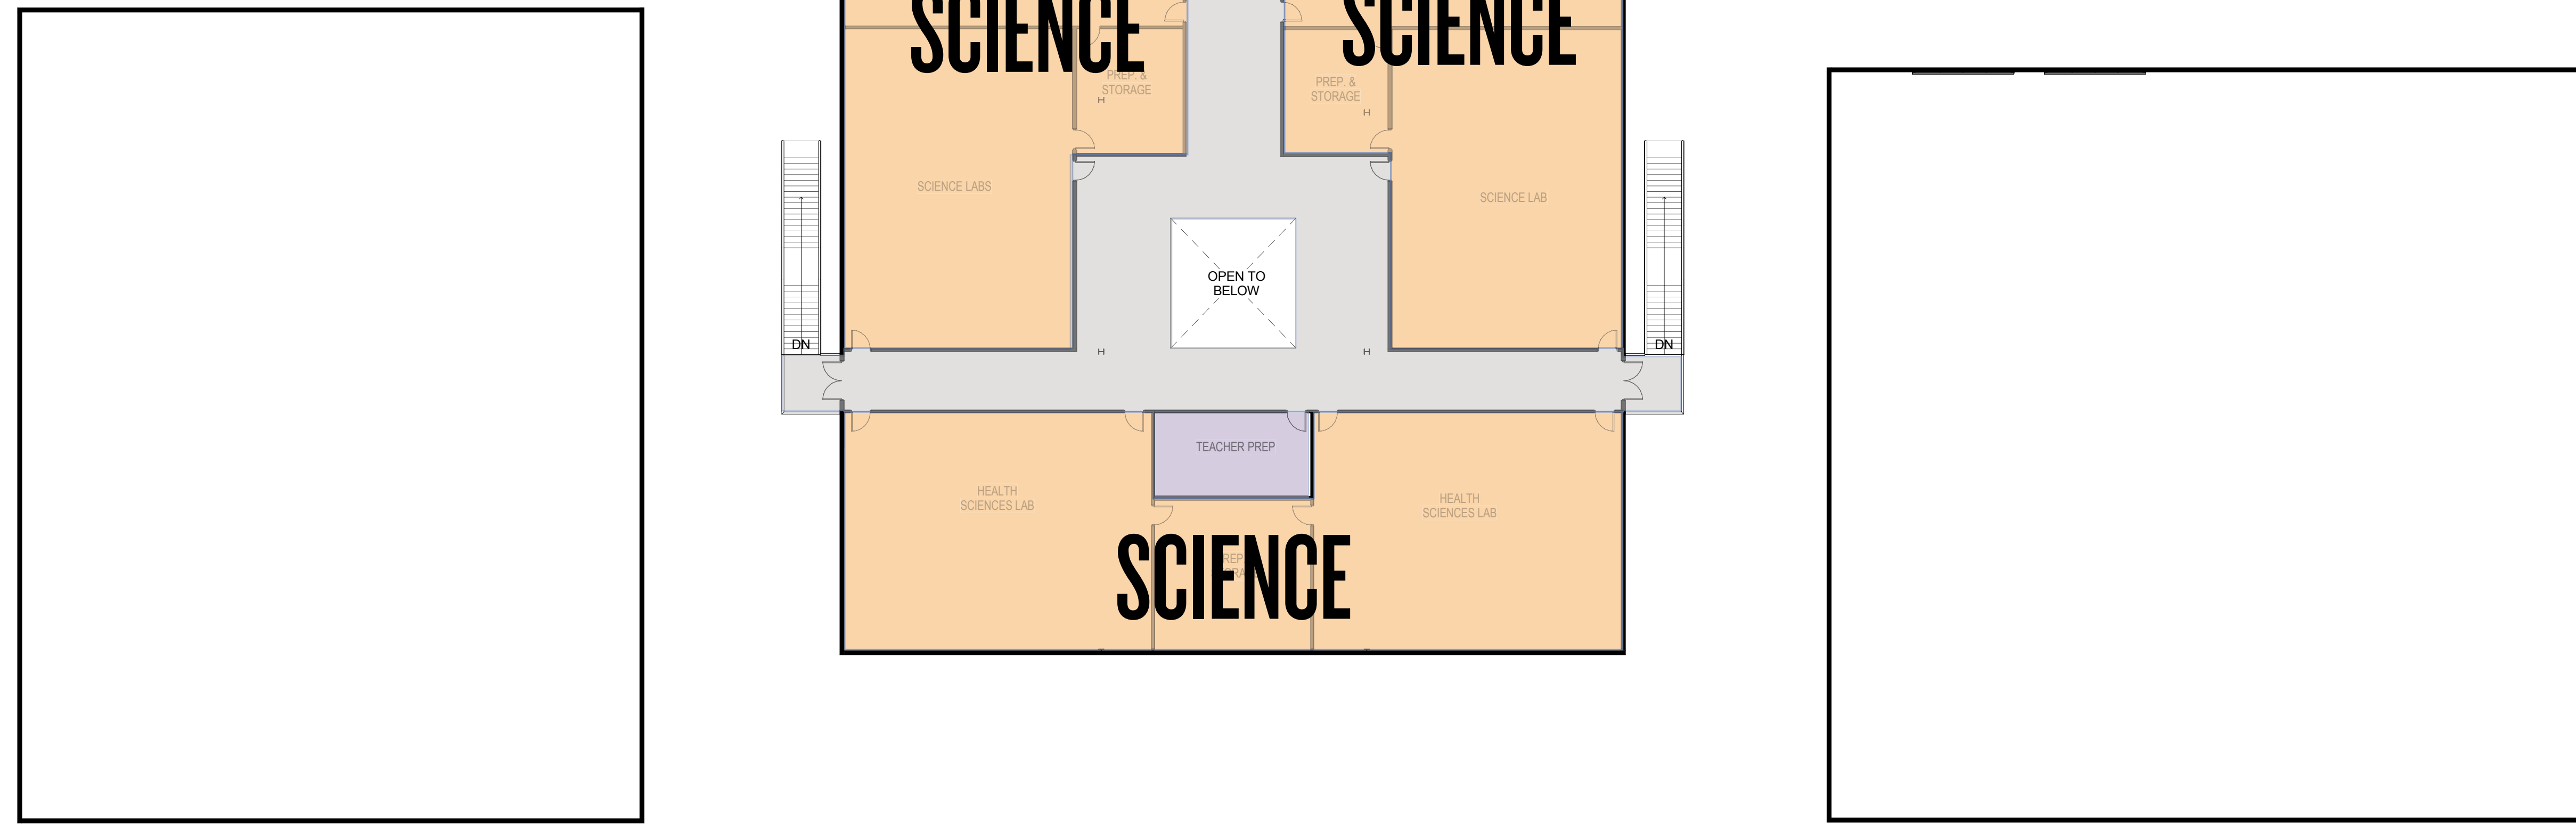 SCIENCE
SCIENCE
PREP. &
STORAGE
PREP. &
STORAGE
SCIENCE LABS
SCIENCE LAB
OPEN TO
BELOW
DN
DN
TEACHER PREP
HEALTH
SCIENCES LAB
HEALTH
SCIENCES LAB
SCIENCE